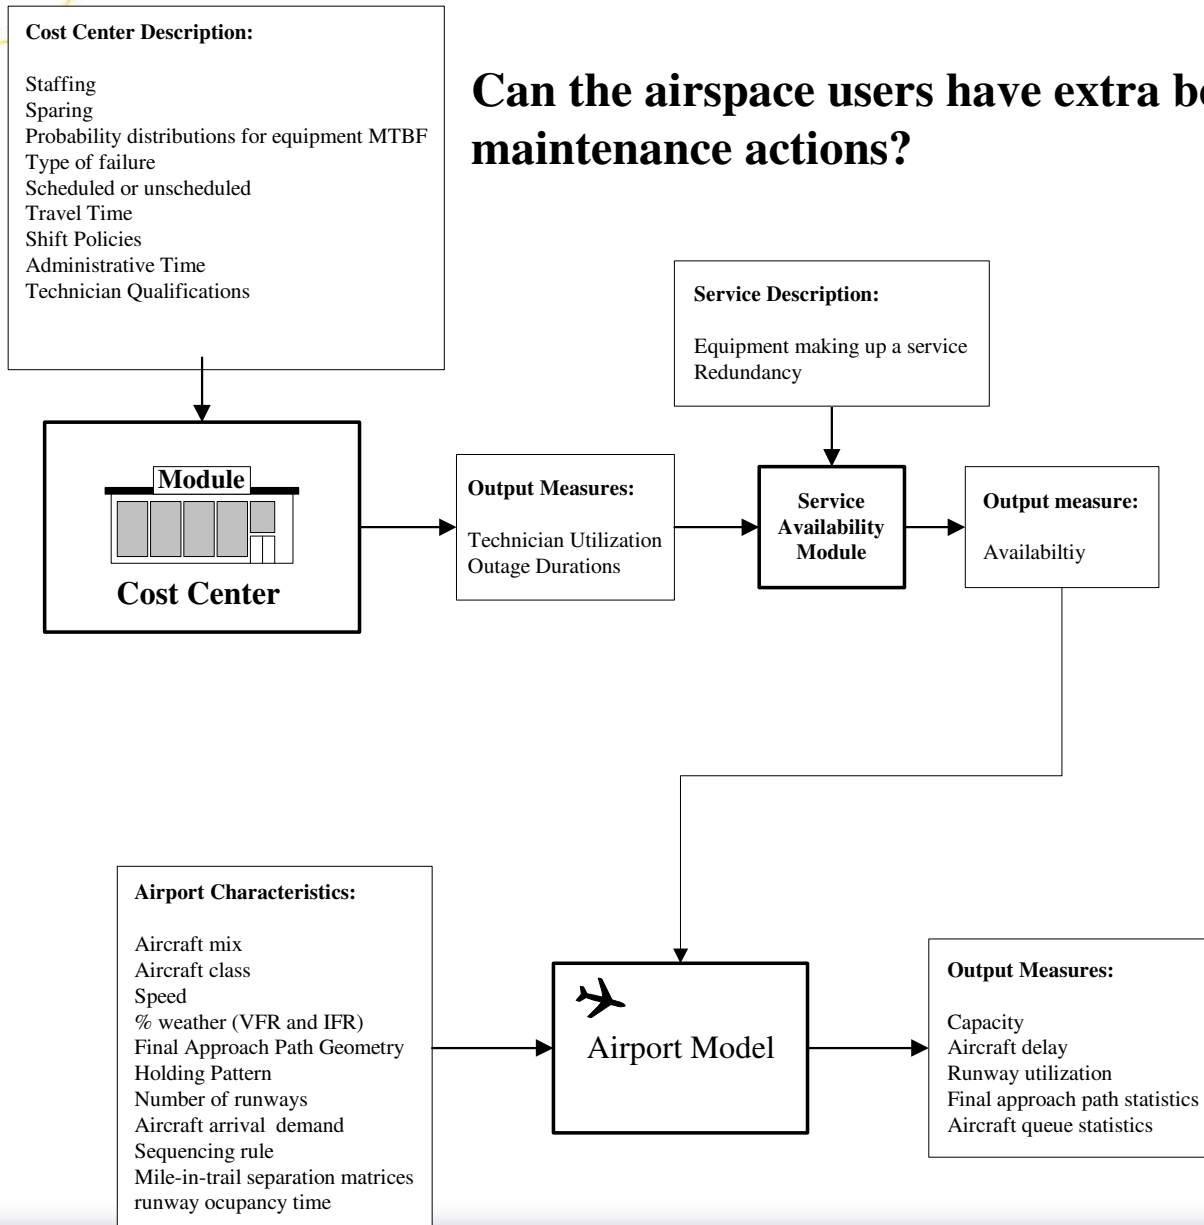 Cost Center Description:
Staffing
Sparing
Probability distributions for equipment MTBF
Type of failure
Scheduled or unscheduled
Travel Time
Shift Policies
Administrative Time
Technician Qualifications
Can the airspace users have extra
maintenance actions?
Service Description:
Equipment making up a service
Redundancy
Module
Cost Center
Output Measures:
Technician Utilization
Outage Durations
Service
Availability
Module
Output measure:
Availabiltiy
Airport Characteristics:
Aircraft mix
Aircraft class
Speed
% weather (VFR and IFR)
Final Approach Path Geometry
Holding Pattern
Number of runways
Aircraft arrival demand
Sequencing rule
Mile-in-trail separation matrices
runway ocupancy time
Airport Model
Output Measures:
Capacity
Aircraft delay
Runway utilization
Final approach path statistics
Aircraft queue statistics